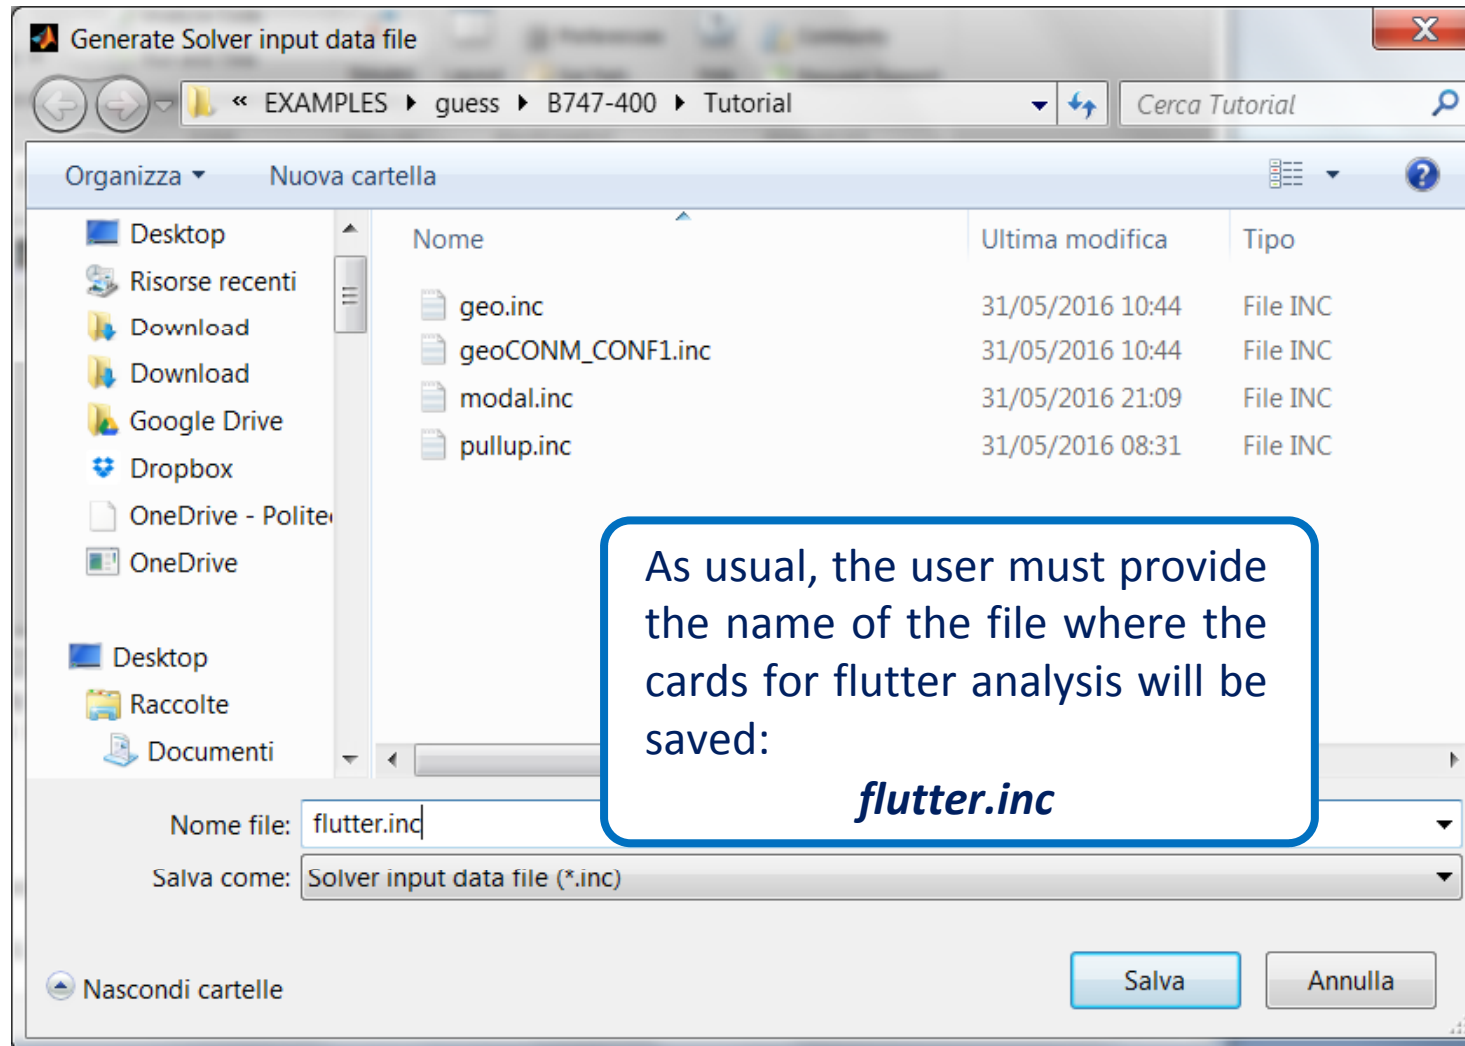 Generate Solver input data file
X
« EXAMPLES ▸ guess ▸ B747-400 ▸ Tutorial
Cerca Tutorial
Organizza
Nuova cartella
?
Desktop
Risorse recenti
Download
Download
Google Drive
Dropbox
OneDrive - Polite
OneDrive
Desktop
Raccolte
Documenti
Nome Ultima modifica Tipo
geo.inc 31/05/2016 10:44 File INC
geoCONM_CONF1.inc 31/05/2016 10:44 File INC
modal.inc 31/05/2016 21:09 File INC
pullup.inc 31/05/2016 08:31 File INC
As usual, the user must provide
the name of the file where the
cards for flutter analysis will be
saved:
flutter.inc
Nome file: flutter.inc
Salva come: Solver input data file (*.inc)
Nascondi cartelle
Salva
Annulla